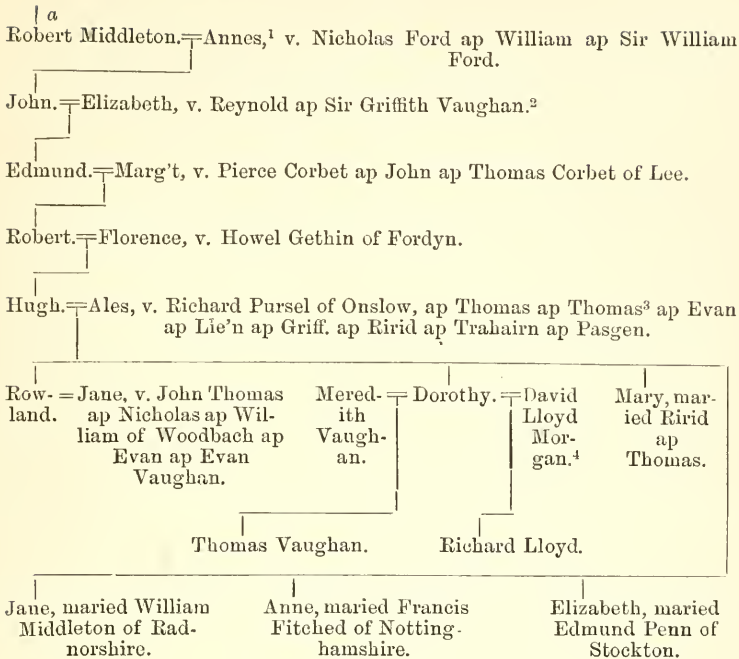 a
Robert Middleton.=Annes,¹ v. Nicholas Ford ap William ap Sir William
Ford.
John.=Elizabeth, v. Reynold ap Sir Griffith Vaughan.²
Edmund.=Marg't, v. Pierce Corbet ap John ap Thomas Corbet of Lee.
Robert.=Florence, v. Howel Gethin of Fordyn.
Hugh.=Ales, v. Richard Pursel of Onslow, ap Thomas ap Thomas³ ap Evan
ap Lie'n ap Griff. ap Ririd ap Trahairn ap Pasgen.
Row- = Jane, v. John Thomas
land. ap Nicholas ap Wil-
liam of Woodbach ap
Evan ap Evan
Vaughan.
Mered- = Dorothy. = David
ith
Vaugh-
an.
Lloyd
Mor-
gan.⁴
Mary, mar-
ied Ririd
ap
Thomas.
Thomas Vaughan. Richard Lloyd.
Jane, maried William
Middleton of Rad-
norshire.
Anne, maried Francis
Fitched of Notting-
hamshire.
Elizabeth, maried
Edmund Penn of
Stockton.